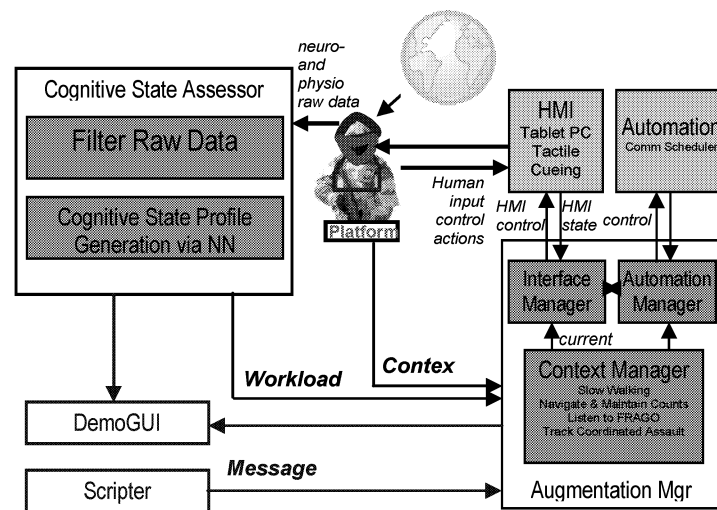 neuro-
and
physio
raw data
Cognitive State Assessor
Filter Raw Data
Cognitive State Profile
Generation via NN
Platform
HMI
Tablet PC
Tactile
Cueing
Automation
Comm Scheduler
Human
input
control
actions
HMI
control
HMI
state
control
Interface
Manager
Automation
Manager
current
Context Manager
Slow Walking
Navigate & Maintain Counts
Listen to FRAGO
Track Coordinated Assault
Contex
Workload
DemoGUI
Message
Scripter
Augmentation Mgr